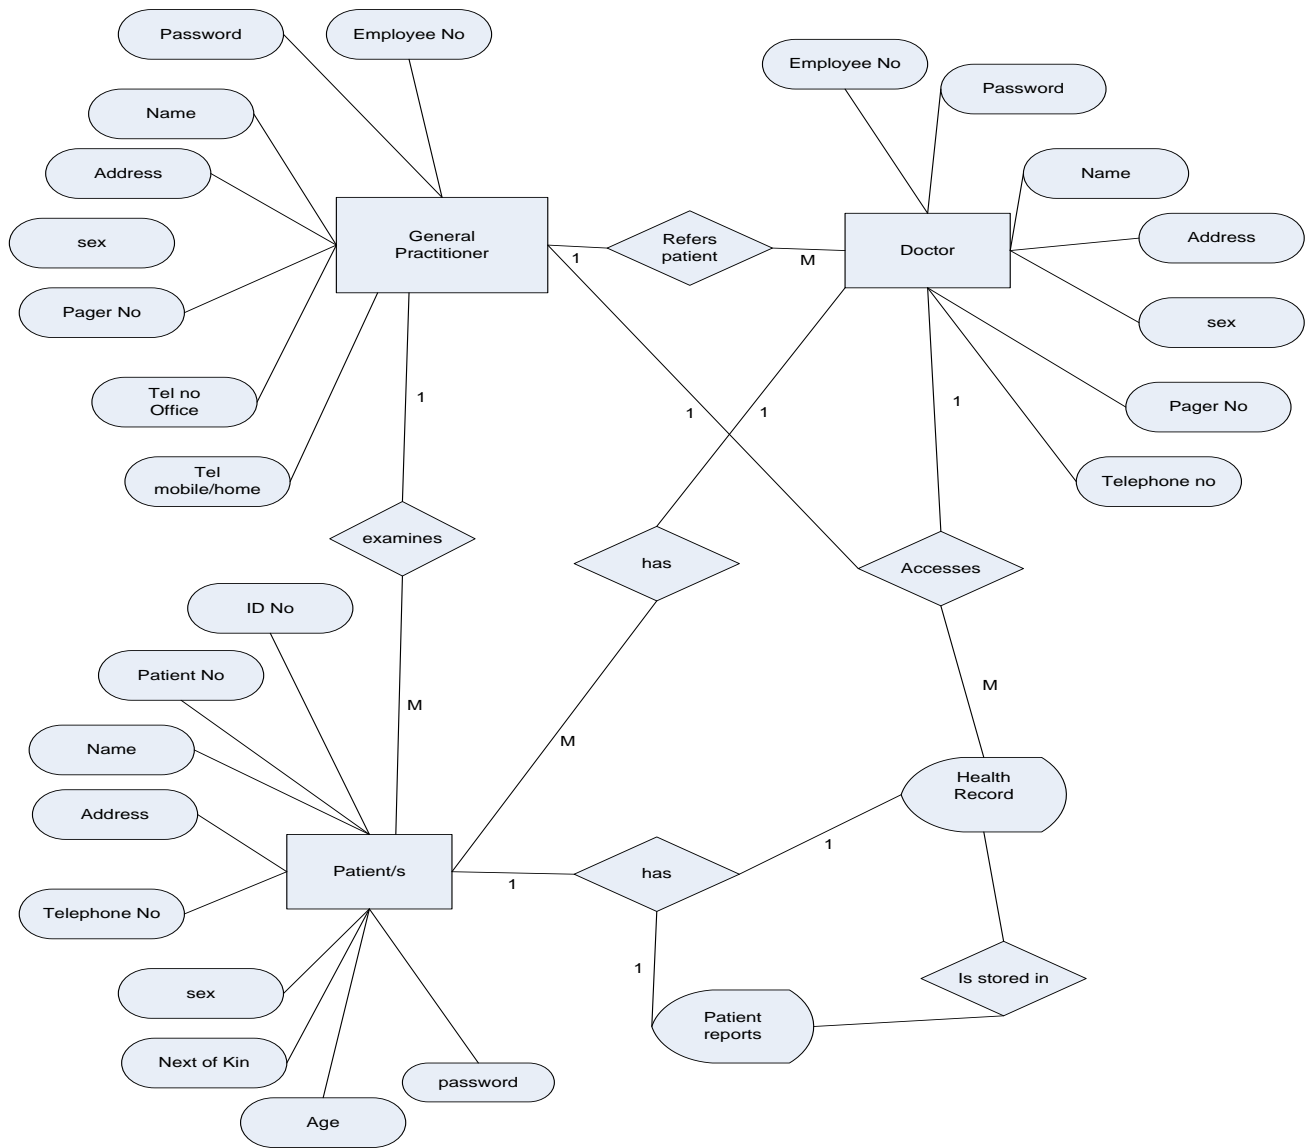 Password
Employee No
Employee No
Password
Name
Address
sex
Pager No
Tel no
Office
Tel
mobile/home
General
Practitioner
1
Refers
patient
M
Doctor
Name
Address
sex
Pager No
Telephone no
1
1
1
1
examines
has
Accesses
M
M
M
ID No
Patient No
Name
Address
Telephone No
Patient/s
sex
Next of Kin
Age
password
1
has
1
1
Health
Record
Is stored in
Patient
reports